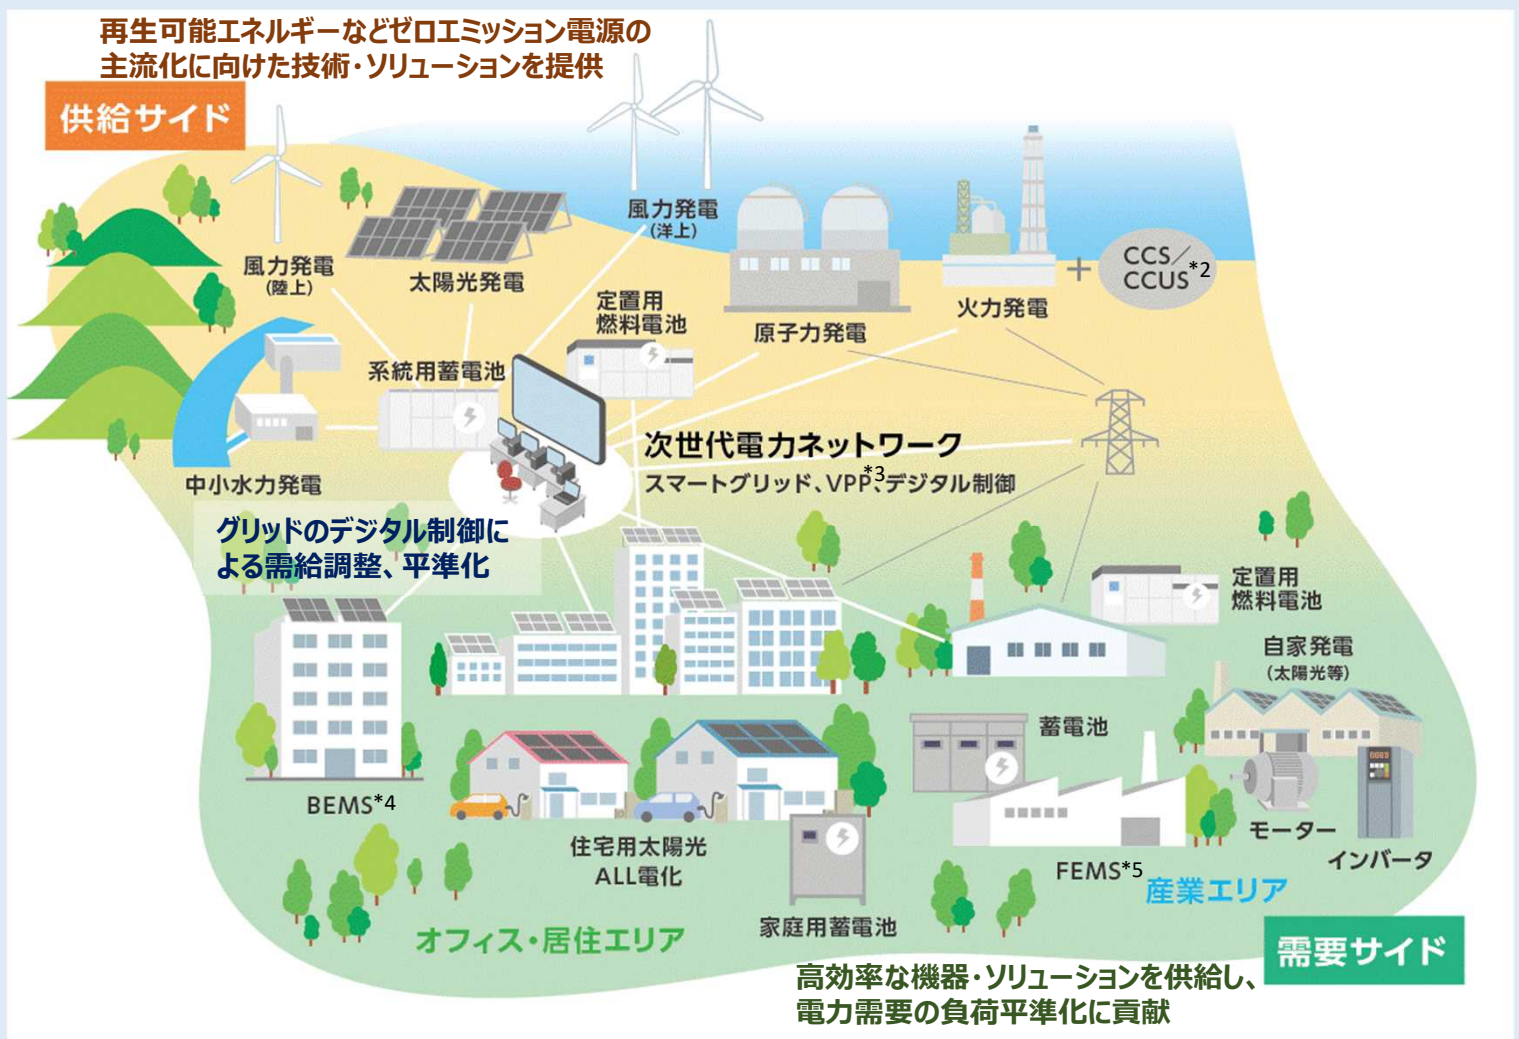 再生可能エネルギーなどゼロエミッション電源の
主流化に向けた技術・ソリューションを提供
供給サイド
風力発電
(陸上)
太陽光発電
風力発電
(洋上)
定置用
燃料電池
原子力発電
火力発電
+
CCS/
CCUS*2
系統用蓄電池
中小水力発電
次世代電力ネットワーク
スマートグリッド、VPP*3、デジタル制御
グリッドのデジタル制御に
よる需給調整、平準化
定置用
燃料電池
自家発電
(太陽光等)
蓄電池
BEMS*4
住宅用太陽光
ALL電化
家庭用蓄電池
FEMS*5
モーター
インバータ
産業エリア
オフィス・居住エリア
需要サイド
高効率な機器・ソリューションを供給し、
電力需要の負荷平準化に貢献